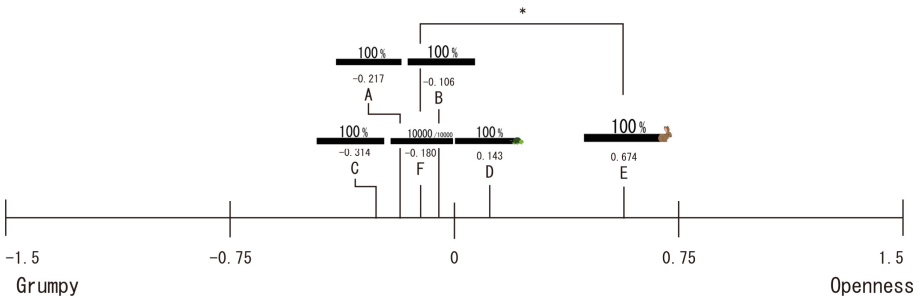 *
100%
100%
-0.217
-0.106
A
B
100%
10000/10000
100%
100%
-0.314
-0.180
0.143
0.674
C
F
D
E
-1.5
-0.75
0
0.75
1.5
Grumpy
Openness